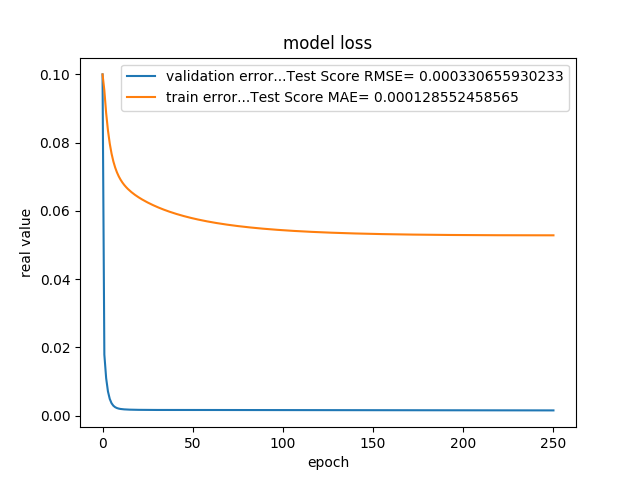 model loss
validation error...Test Score RMSE= 0.000330655930233
train error...Test Score MAE= 0.000128552458565
real value
0.10
0.08
0.06
0.04
0.02
0.00
0 50 100 150 200 250
epoch